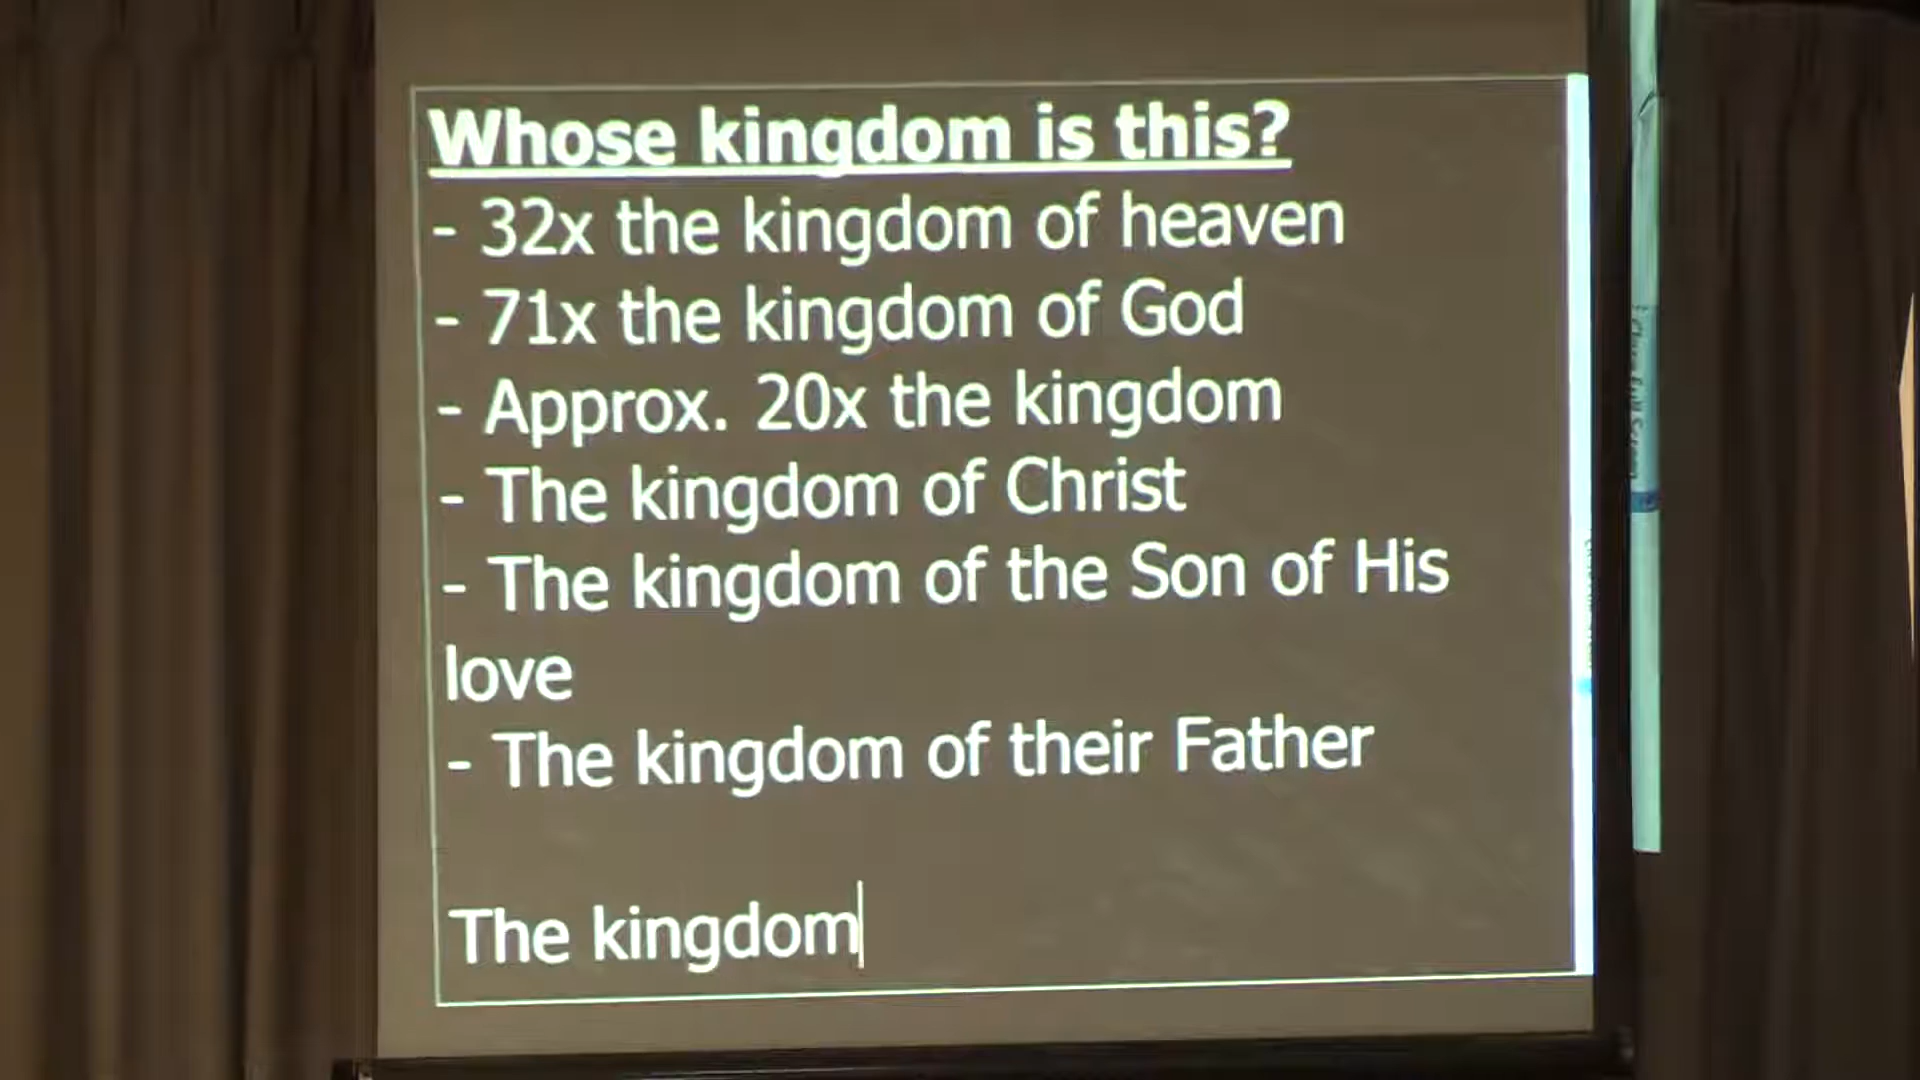 Whose kingdom is this?
- 32x the kingdom of heaven
- 71x the kingdom of God
- Approx. 20x the kingdom
- The kingdom of Christ
- The kingdom of the Son of His
love
- The kingdom of their Father
The kingdom